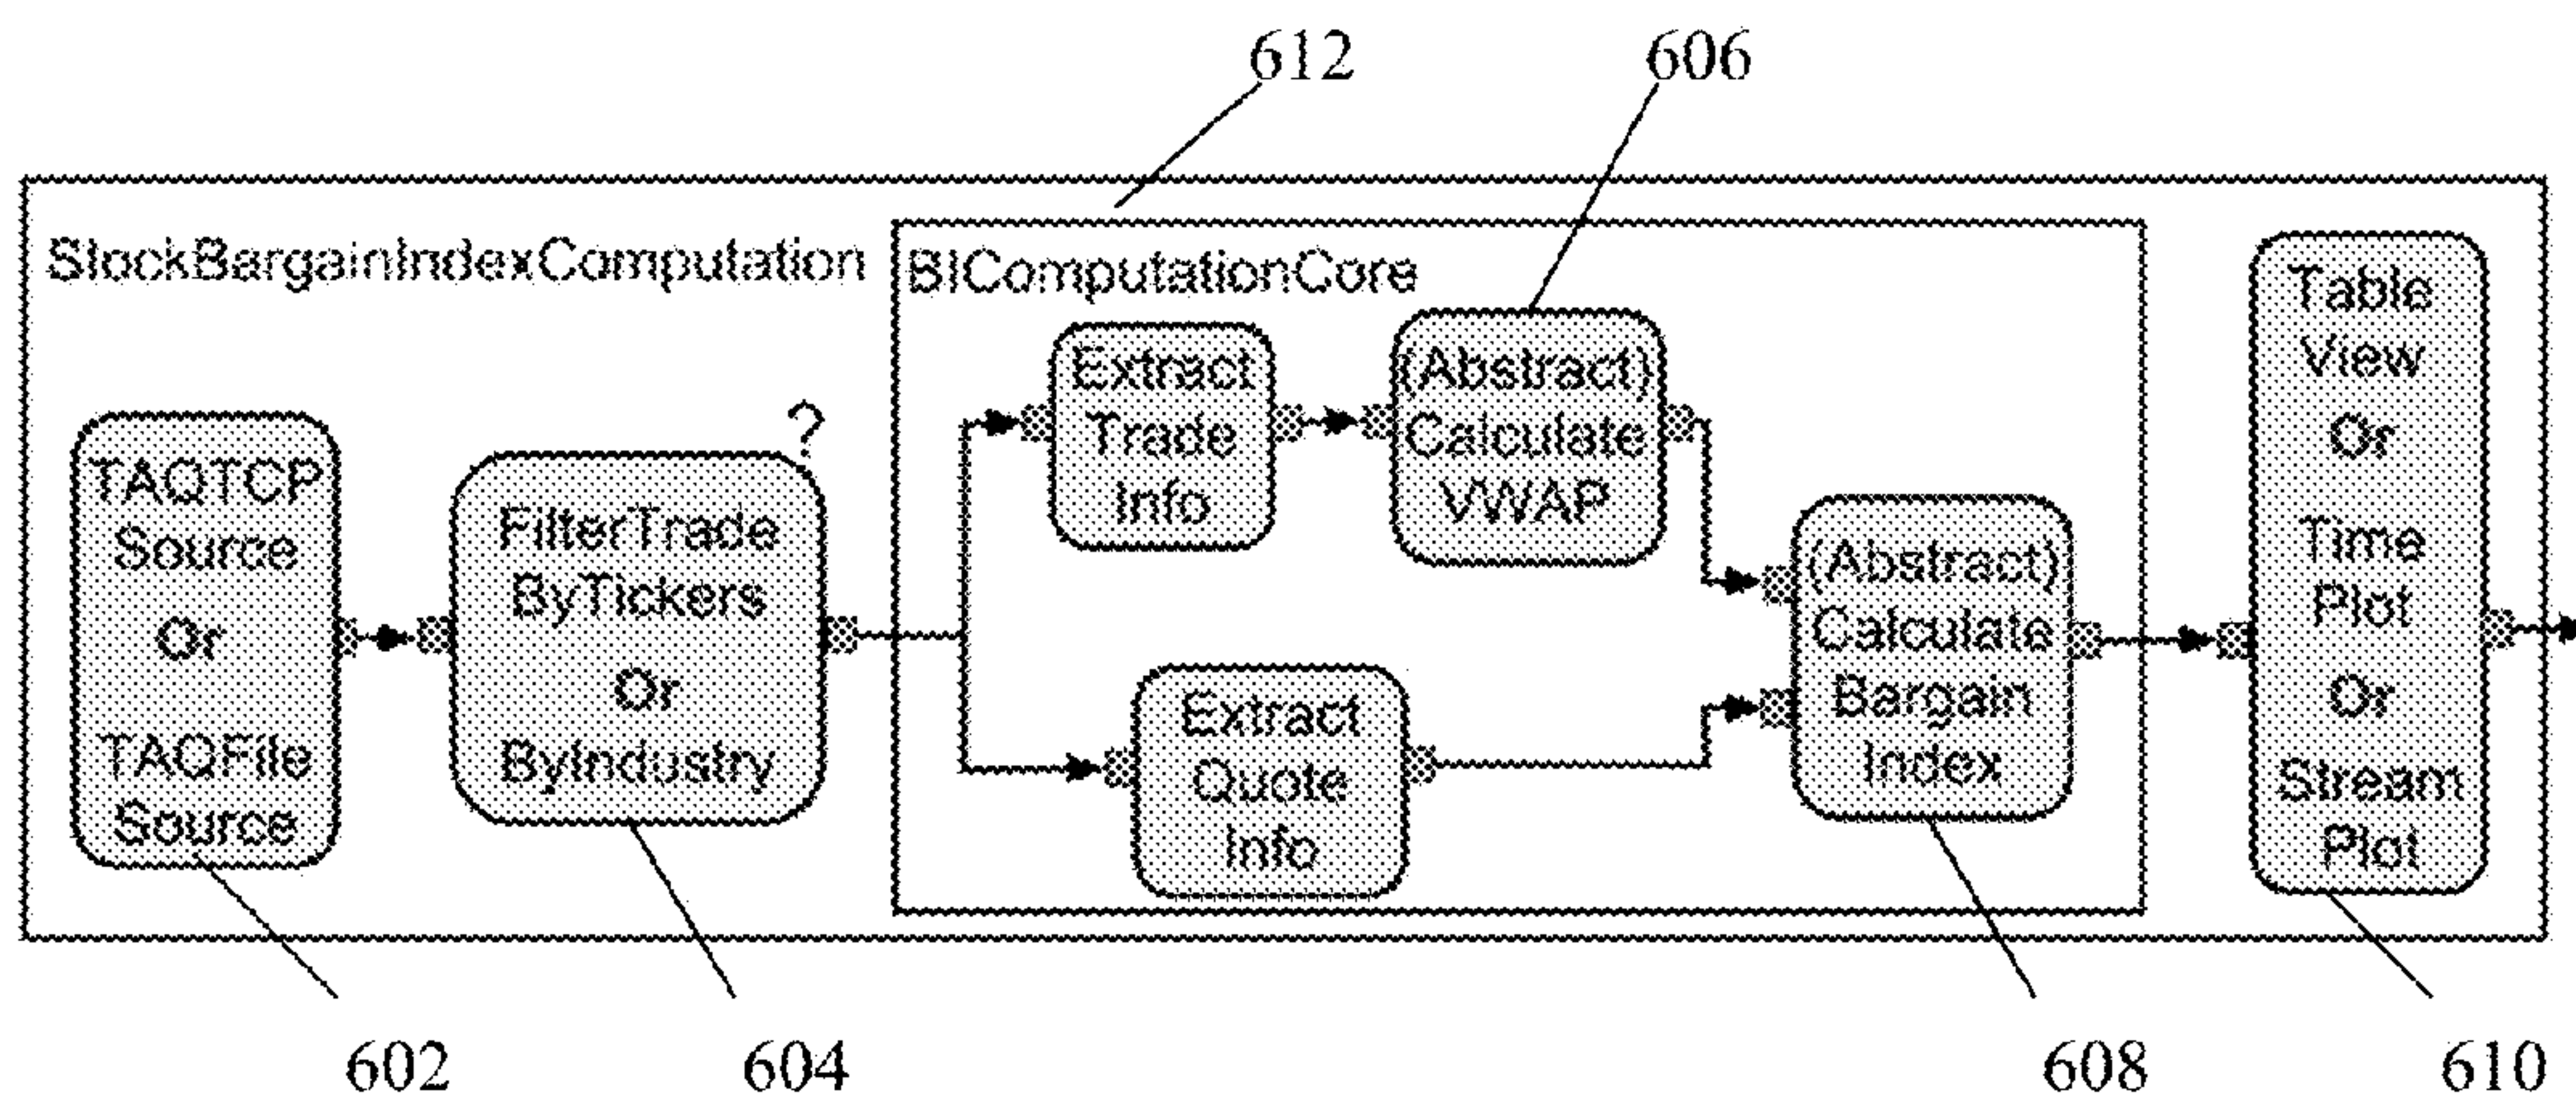 612
606
StockBargainIndexComputation
BIComputationCore
TAQTCP
Source
Or
TAQFile
Source
?
FilterTrade
ByTickers
Or
ByIndustry
Extract
Trade
Info
(Abstract)
Calculate
VWAP
Extract
Quote
Info
(Abstract)
Calculate
Bargain
Index
Table
View
Or
Time
Plot
Or
Stream
Plot
602
604
608
610